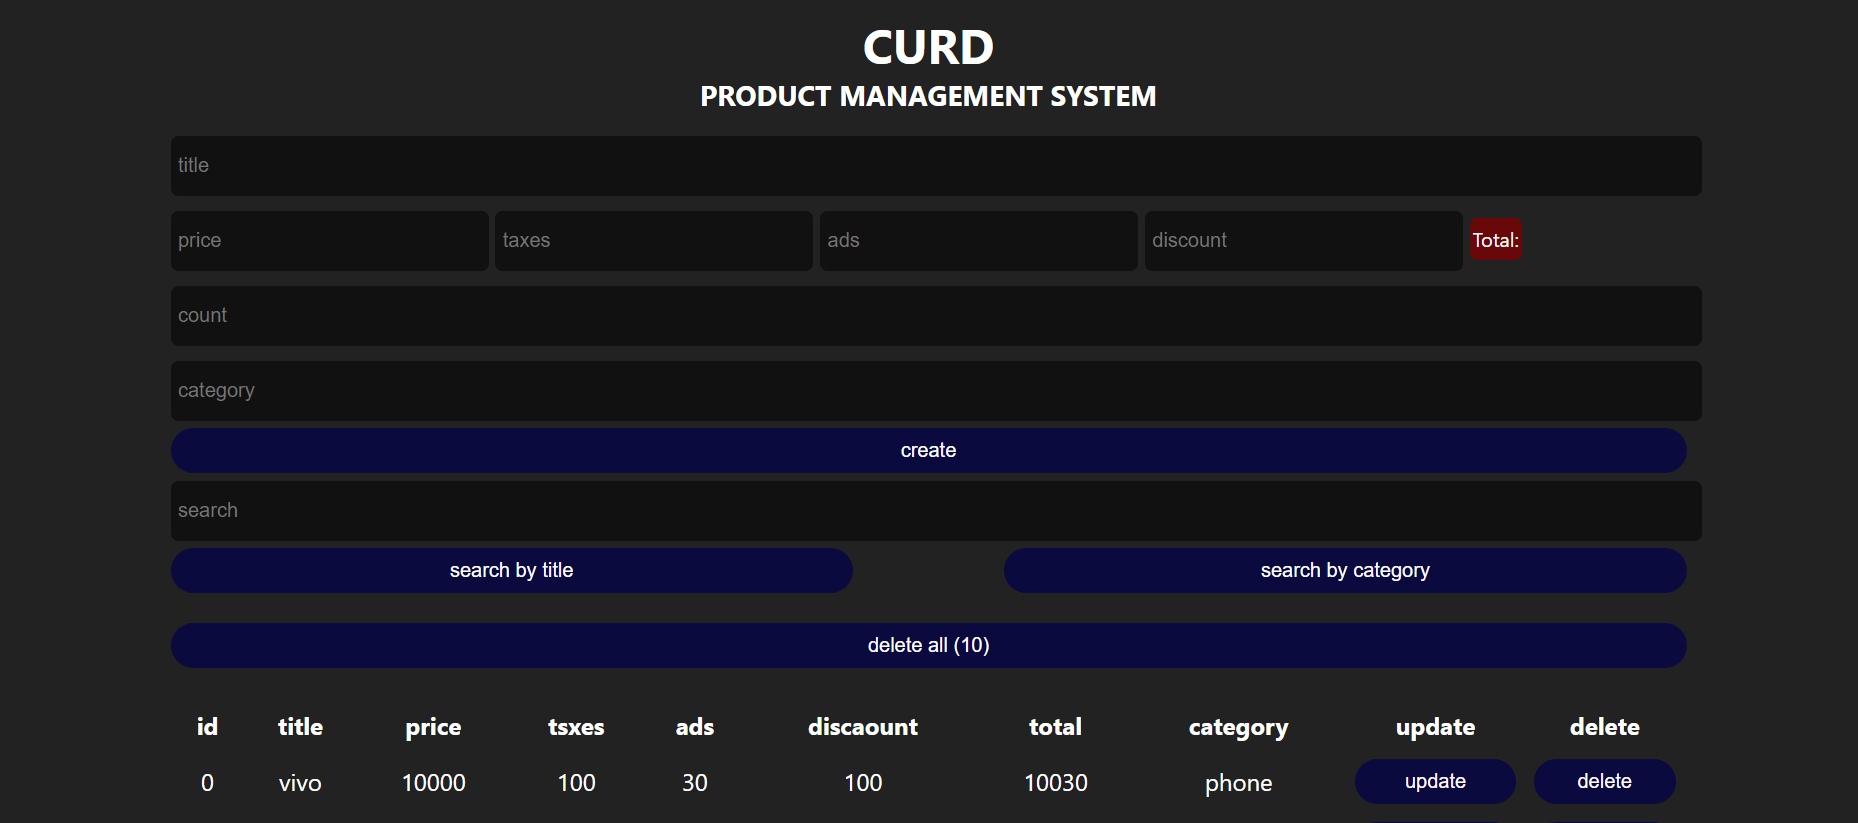 CURD
PRODUCT MANAGEMENT SYSTEM
title
price taxes ads discount Total:
count
category
create
search
search by title search by category
delete all (10)
id title price tsxes ads discaount total category update delete
0 vivo 10000 100 30 100 10030 phone update delete